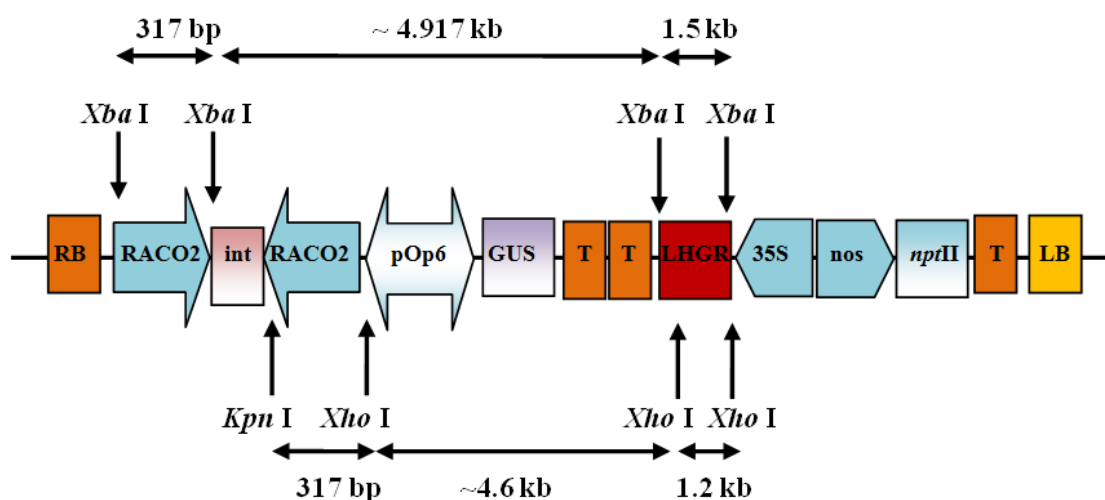 317 bp ~ 4.917 kb 1.5 kb
Xba I Xba I Xba I Xba I
RB RACO2 int RACO2 pOp6 GUS T T LHGR 35S nos nptII T LB
Kpn I Xho I Xho I Xho I
317 bp ~4.6 kb 1.2 kb